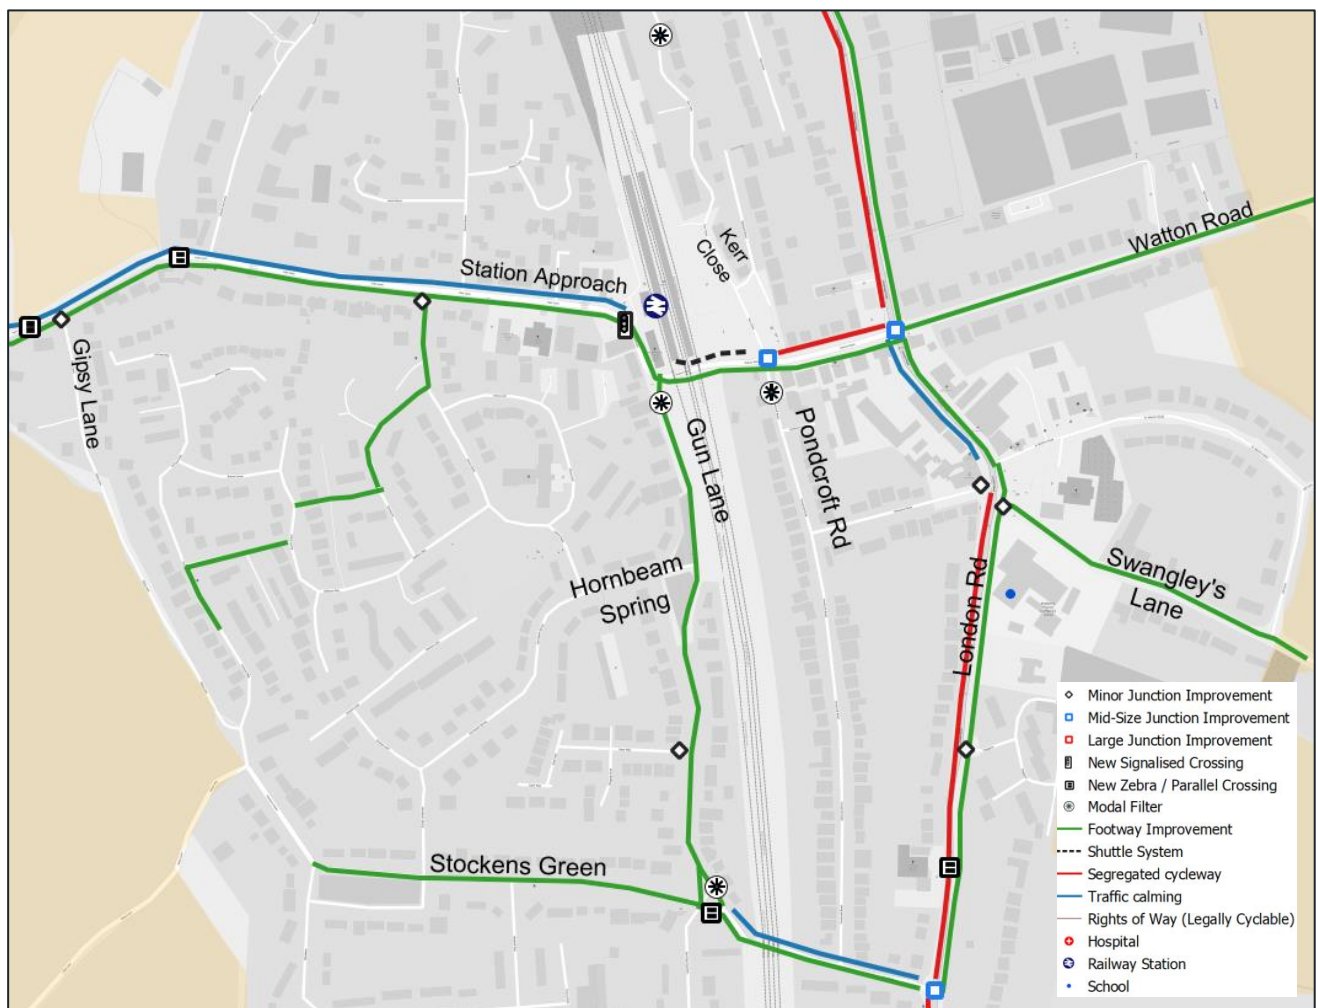 Kerr
Close
Watton Road
Station Approach
Gipsy Lane
Gun Lane
Pondcroft Rd
Hornbeam
Spring
London Rd
Swangley's
Lane
Stockens Green
Minor Junction Improvement
Mid-Size Junction Improvement
Large Junction Improvement
New Signalised Crossing
New Zebra / Parallel Crossing
Modal Filter
Footway Improvement
Shuttle System
Segregated cycleway
Traffic calming
Rights of Way (Legally Cyclable)
Hospital
Railway Station
School